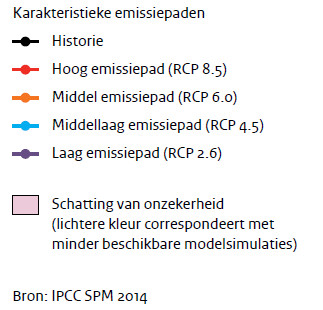 Karakteristieke emissiepaden
Historie
Hoog emissiepad (RCP 8.5)
Middel emissiepad (RCP 6.0)
Middellaag emissiepad (RCP 4.5)
Laag emissiepad (RCP 2.6)
Schatting van onzekerheid
(lichtere kleur correspondeert met
minder beschikbare modelsimulaties)
Bron: IPCC SPM 2014